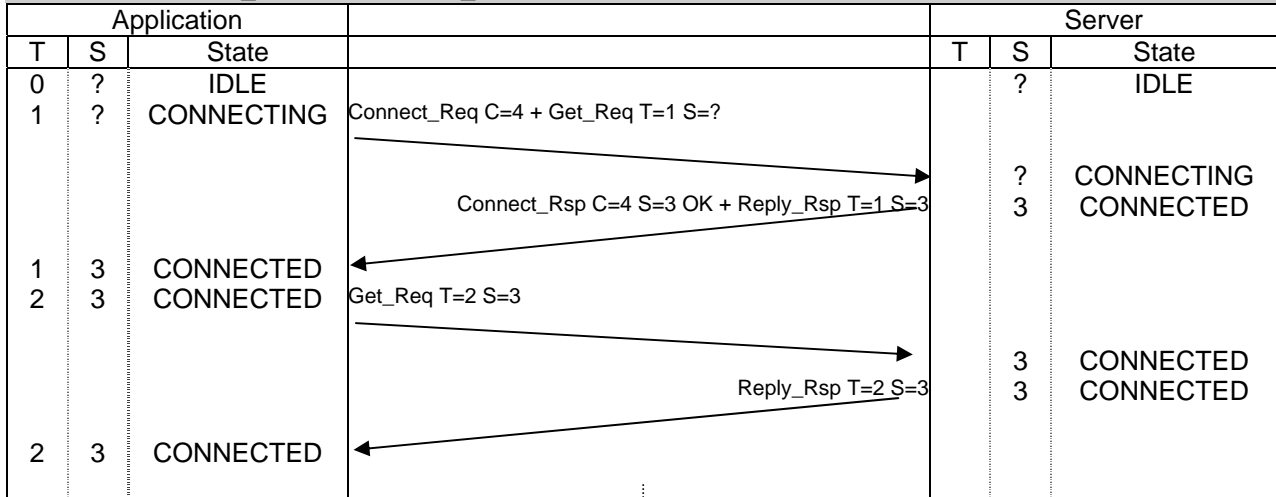 Application Server
T S State T S State
0 ? IDLE ? IDLE
1 ? CONNECTING Connect_Req C=4 + Get_Req T=1 S=?
? CONNECTING
Connect_Rsp C=4 S=3 OK + Reply_Rsp T=1 S=3 3 CONNECTED
1 3 CONNECTED
2 3 CONNECTED Get_Req T=2 S=3
3 CONNECTED
Reply_Rsp T=2 S=3 3 CONNECTED
2 3 CONNECTED